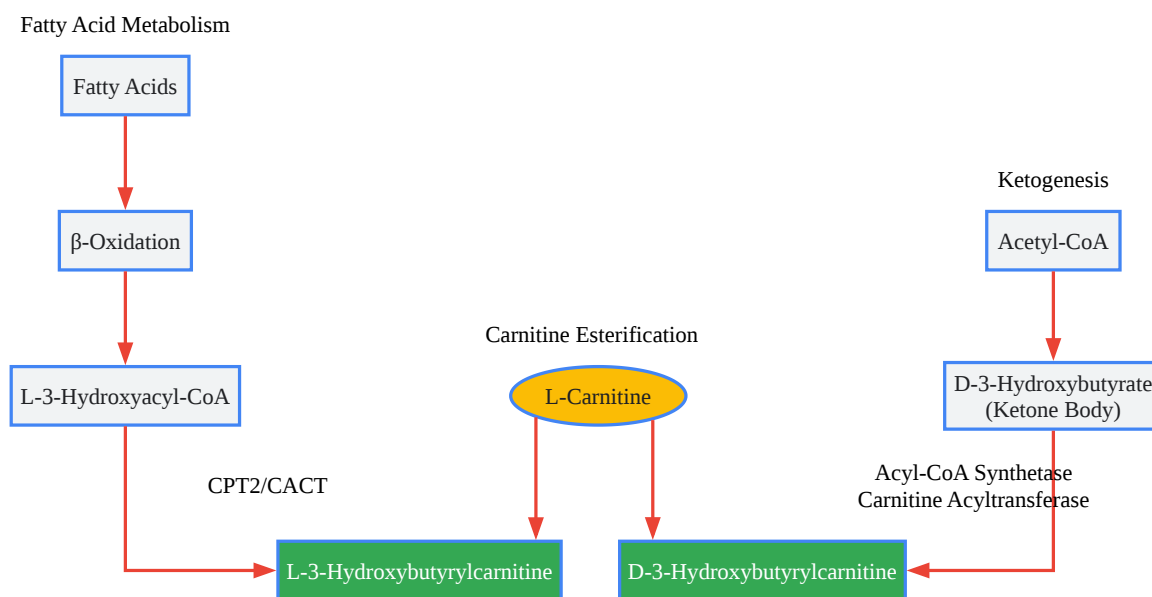 Fatty Acid Metabolism
Fatty Acids
β-Oxidation
L-3-Hydroxyacyl-CoA
CPT2/CACT
Carnitine Esterification
L-Carnitine
L-3-Hydroxybutyrylcarnitine
D-3-Hydroxybutyrylcarnitine
Ketogenesis
Acetyl-CoA
D-3-Hydroxybutyrate
(Ketone Body)
Acyl-CoA Synthetase
Carnitine Acyltransferase